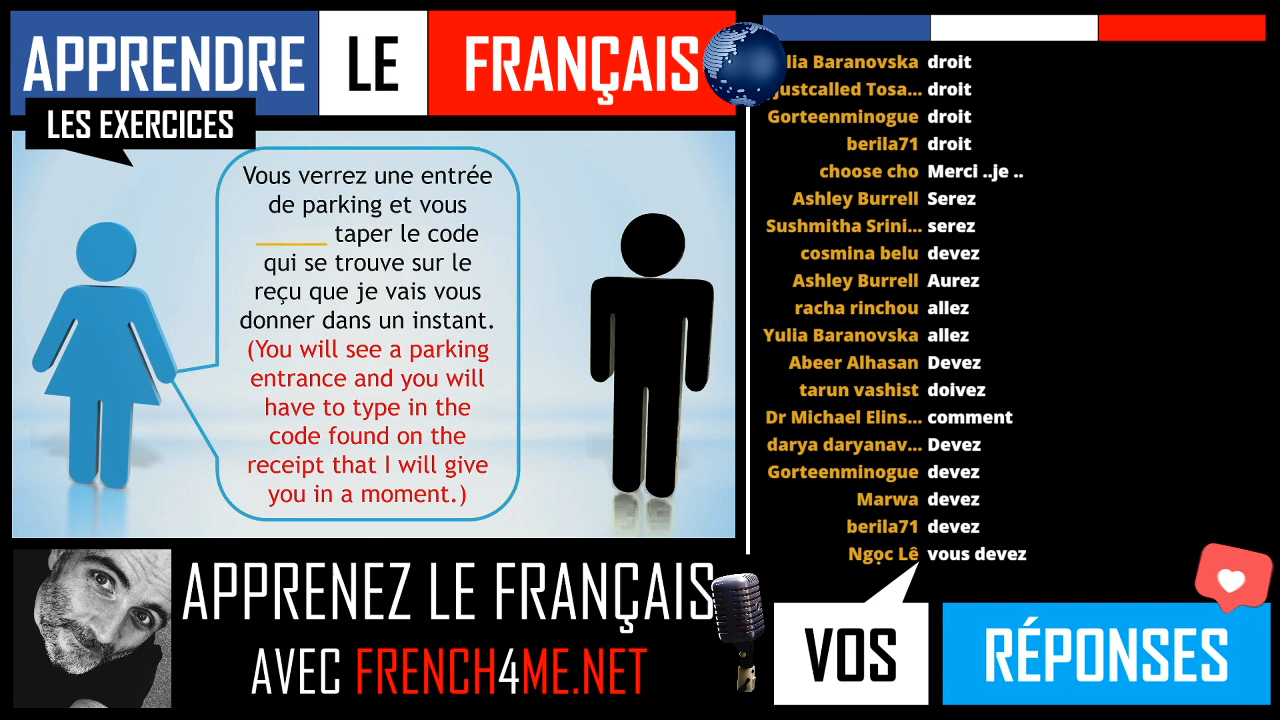 APPRENDRE LE FRANÇAIS
LES EXERCICES
Vous verrez une entrée
de parking et vous
______ taper le code
qui se trouve sur le
reçu que je vais vous
donner dans un instant.
(You will see a parking
entrance and you will
have to type in the
code found on the
receipt that I will give
you in a moment.)
APPRENEZ LE FRANÇAIS
AVEC FRENCH4ME.NET
lia Baranovska droit
justcalled Tosa... droit
Gorteenminogue droit
berila71 droit
choose cho Merci ..je ..
Ashley Burrell Serez
Sushmitha Srini... serez
cosmina belu devez
Ashley Burrell Aurez
racha rinchou allez
Yulia Baranovska allez
Abeer Alhasan Devez
tarun vashist doivez
Dr Michael Elins... comment
darya daryanav... Devez
Gorteenminogue devez
Marwa devez
berila71 devez
Ngọc Lê vous devez
VOS RÉPONSES